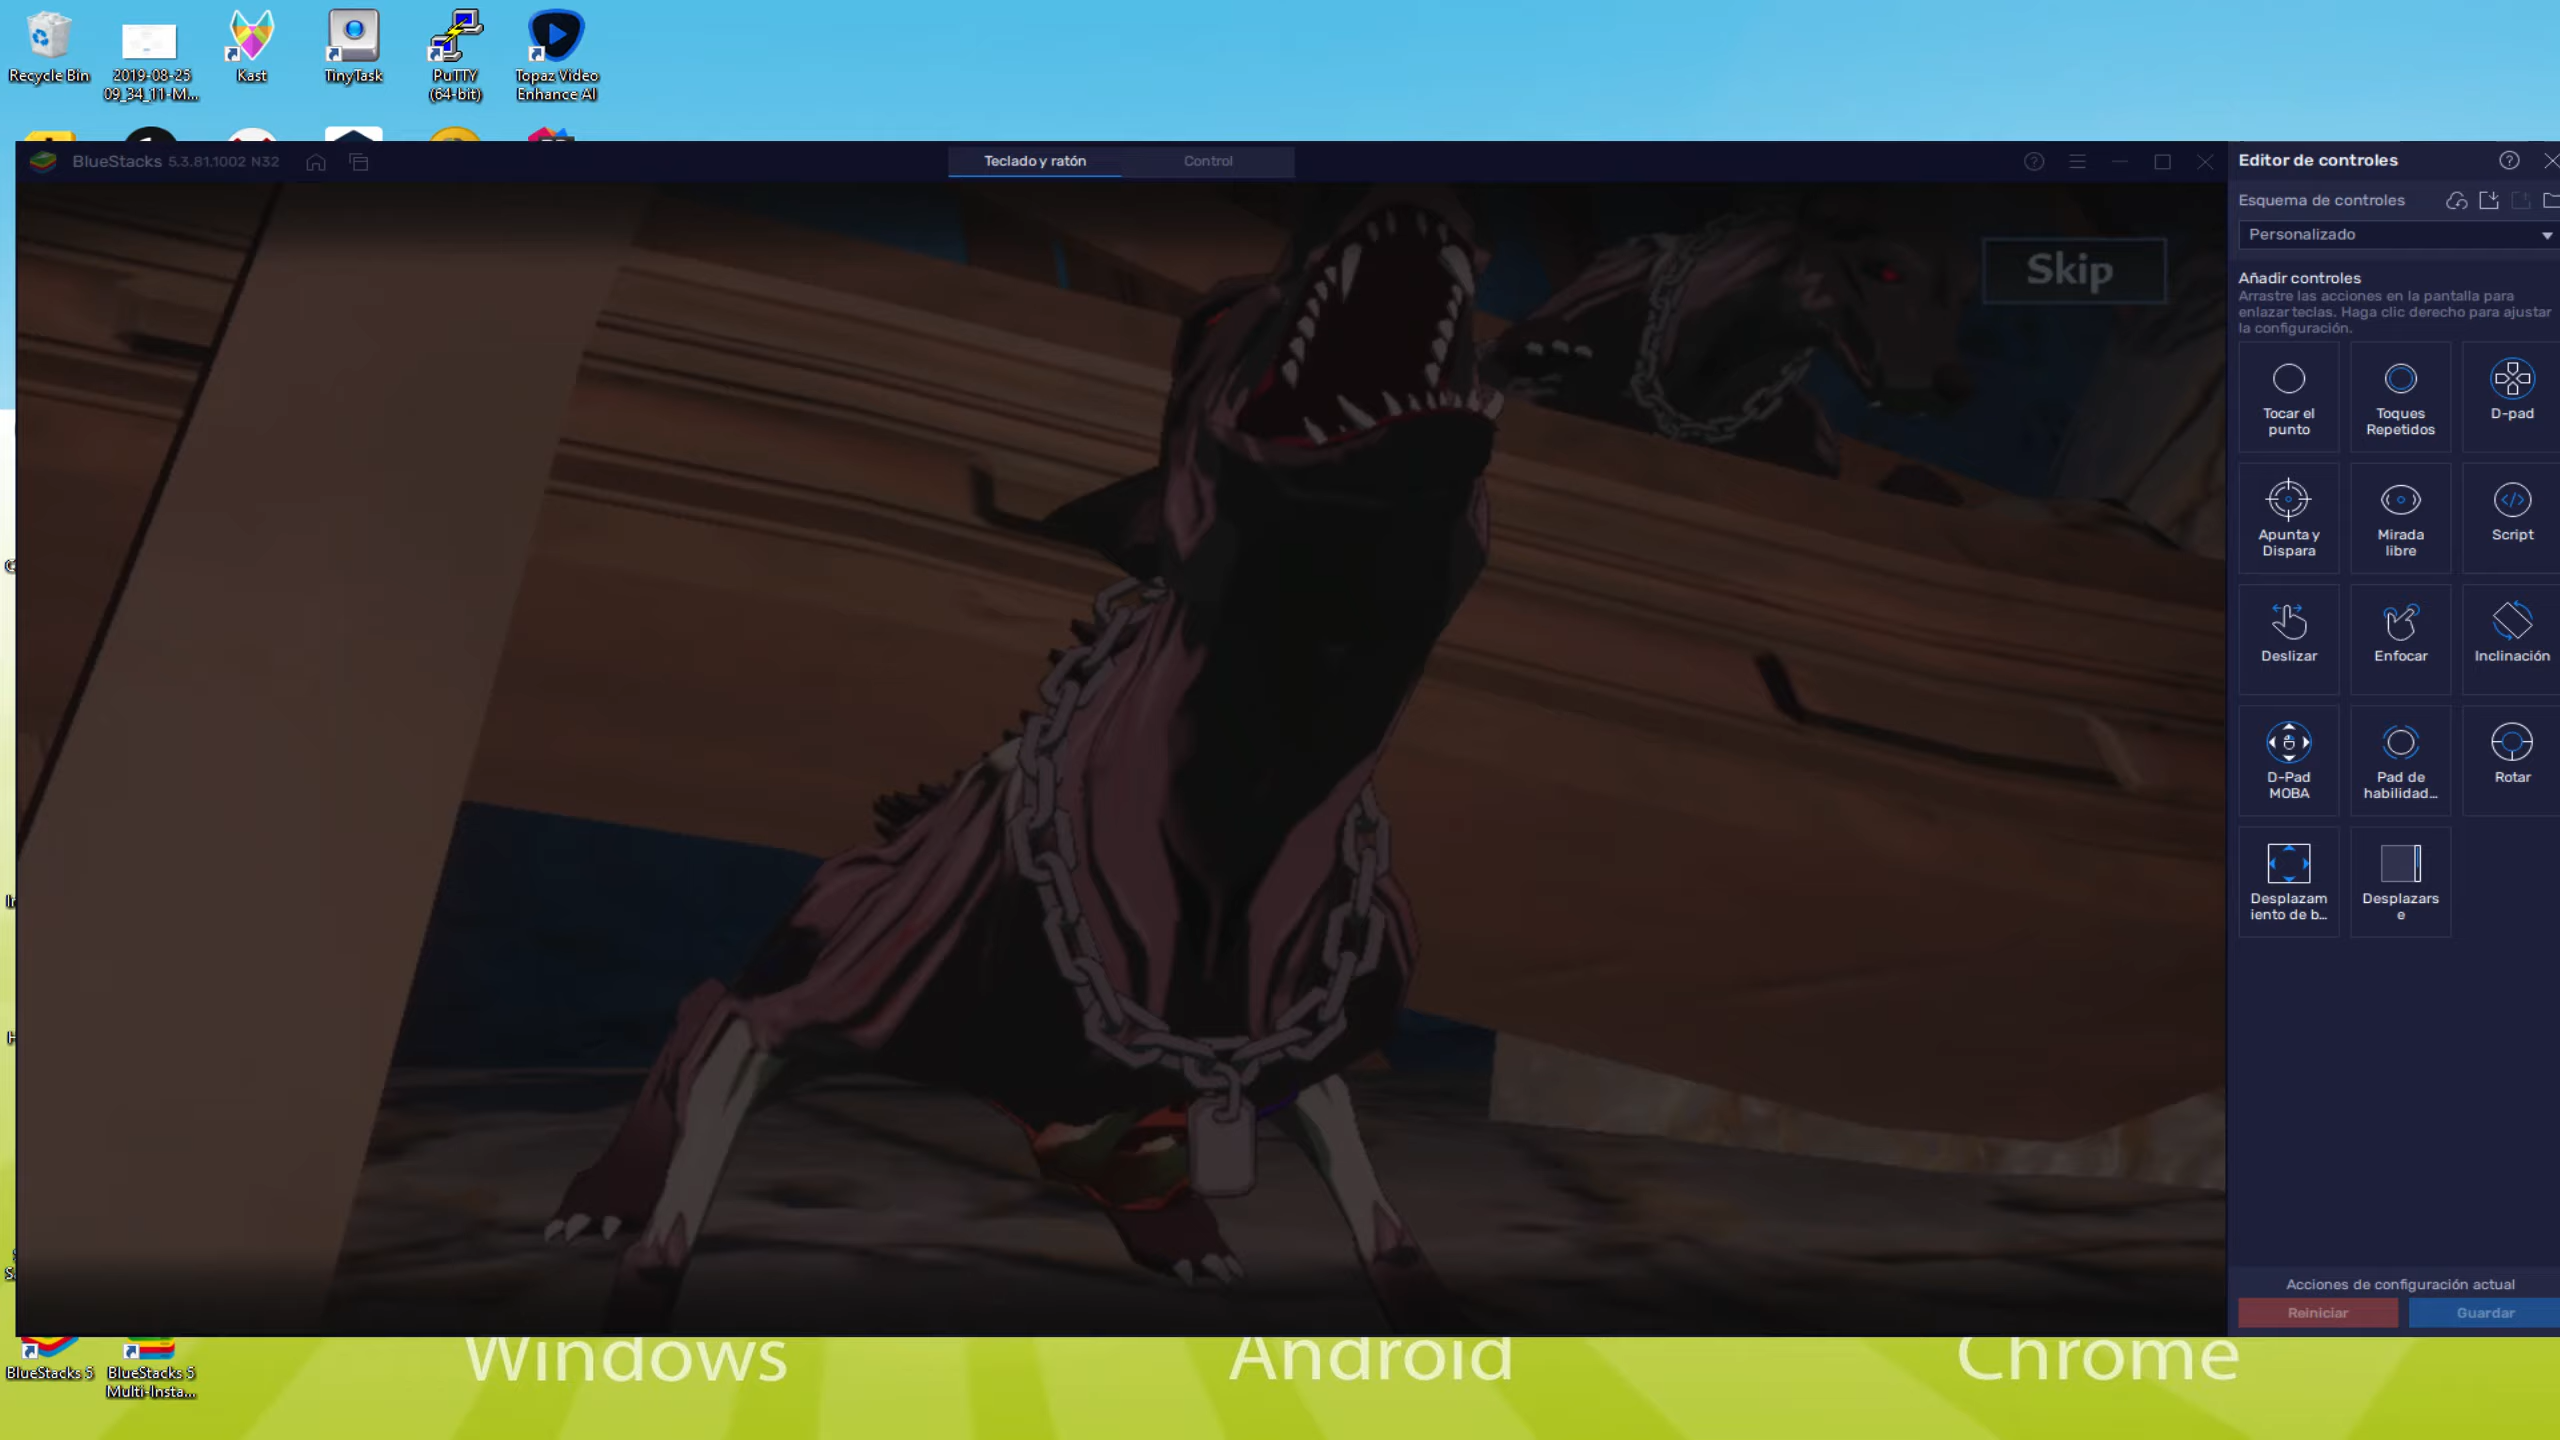 Recycle Bin
2019-08-25
09_34_11-M...
Kast
TinyTask
PuTTY
(64-bit)
Topaz Video
Enhance AI
BlueStacks 5.3.81.1002 N32
Teclado y ratón
Control
Editor de controles
Esquema de controles
Personalizado
Skip
Añadir controles
Arrastre las acciones en la pantalla para
enlazar teclas. Haga clic derecho para ajustar
la configuración.
Tocar el
punto
Toques
Repetidos
D-pad
Apunta y
Dispara
Mirada
libre
Script
Deslizar
Enfocar
Inclinación
D-Pad
MOBA
Pad de
habilidad...
Rotar
Desplazam
iento de b...
Desplazars
e
Acciones de configuración actual
Reiniciar
Guardar
BlueStacks 5
BlueStacks 5
Multi-Insta...
Windows
Android
Chrome